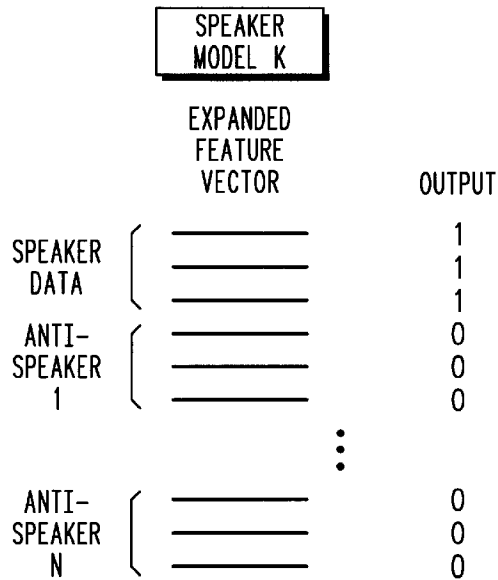 SPEAKER
MODEL K
EXPANDED
FEATURE
VECTOR
OUTPUT
SPEAKER
DATA
1
1
1
ANTI-
SPEAKER
1
0
0
0
ANTI-
SPEAKER
N
0
0
0